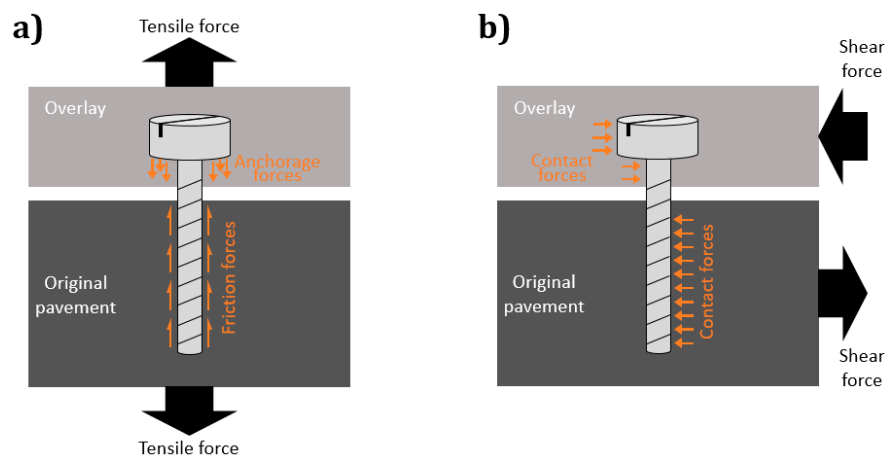 a)
Tensile force
Overlay
Anchorage
forces
Friction forces
Original
pavement
Tensile force
b)
Shear
force
Overlay
Contact
forces
Contact forces
Original
pavement
Shear
force